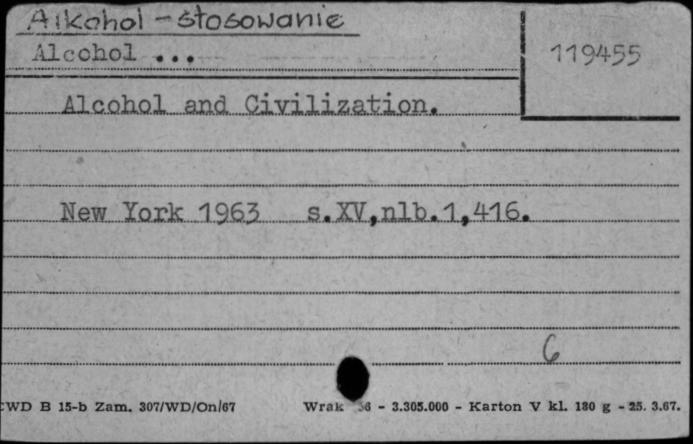 Alkohol - stosowanie
Alcohol ...
119455
Alcohol and Civilization.
New York 1963 s.XV,nlb.1,416.
6
WD B 15-b Zam. 307/WD/On/67
Wrak 56 - 3.305.000 - Karton V kl. 180 g - 25. 3.67.